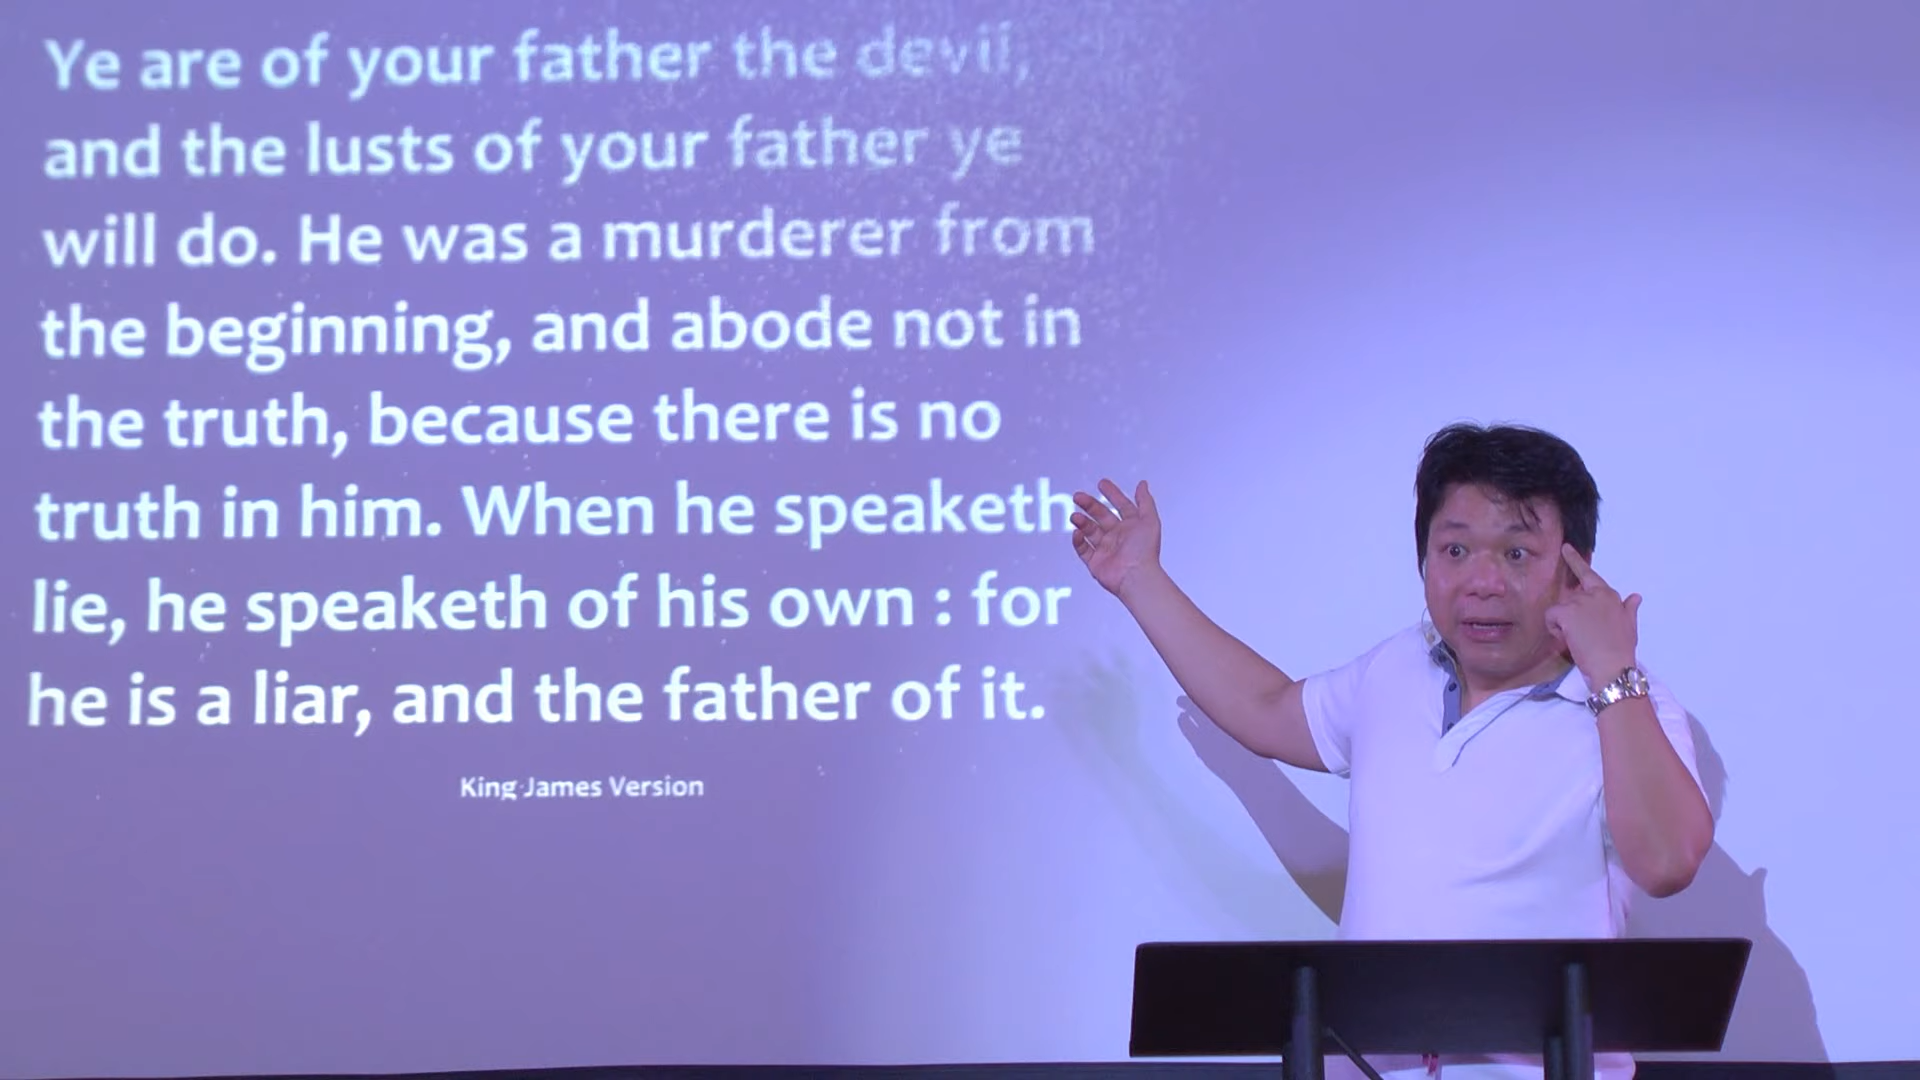 Ye are of your father the devil,
and the lusts of your father ye
will do. He was a murderer from
the beginning, and abode not in
the truth, because there is no
truth in him. When he speaketh
lie, he speaketh of his own : for
he is a liar, and the father of it.
King James Version